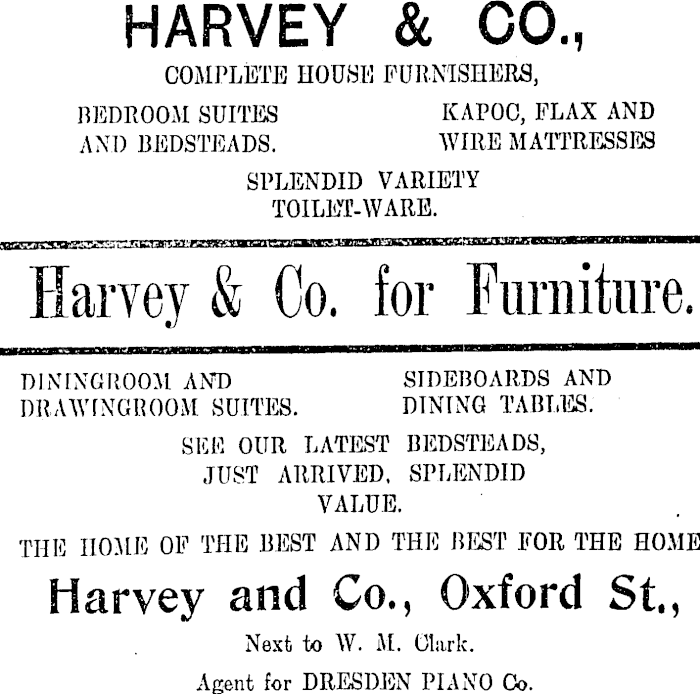 HARVEY & CO.,
COMPLETE HOUSE FURNISHERS,
BEDROOM SUITES
AND BEDSTEADS.
KAPOC, FLAX AND
WIRE MATTRESSES
SPLENDID VARIETY
TOILET-WARE.
Harvey & Co. for Furniture.
DININGROOM AND
DRAWINGROOM SUITES.
SIDEBOARDS AND
DINING TABLES.
SEE OUR LATEST BEDSTEADS,
JUST ARRIVED, SPLENDID
VALUE.
THE HOME OF THE BEST AND THE BEST FOR THE HOME
Harvey and Co., Oxford St.,
Next to W. M. Clark.
Agent for DRESDEN PIANO Co.